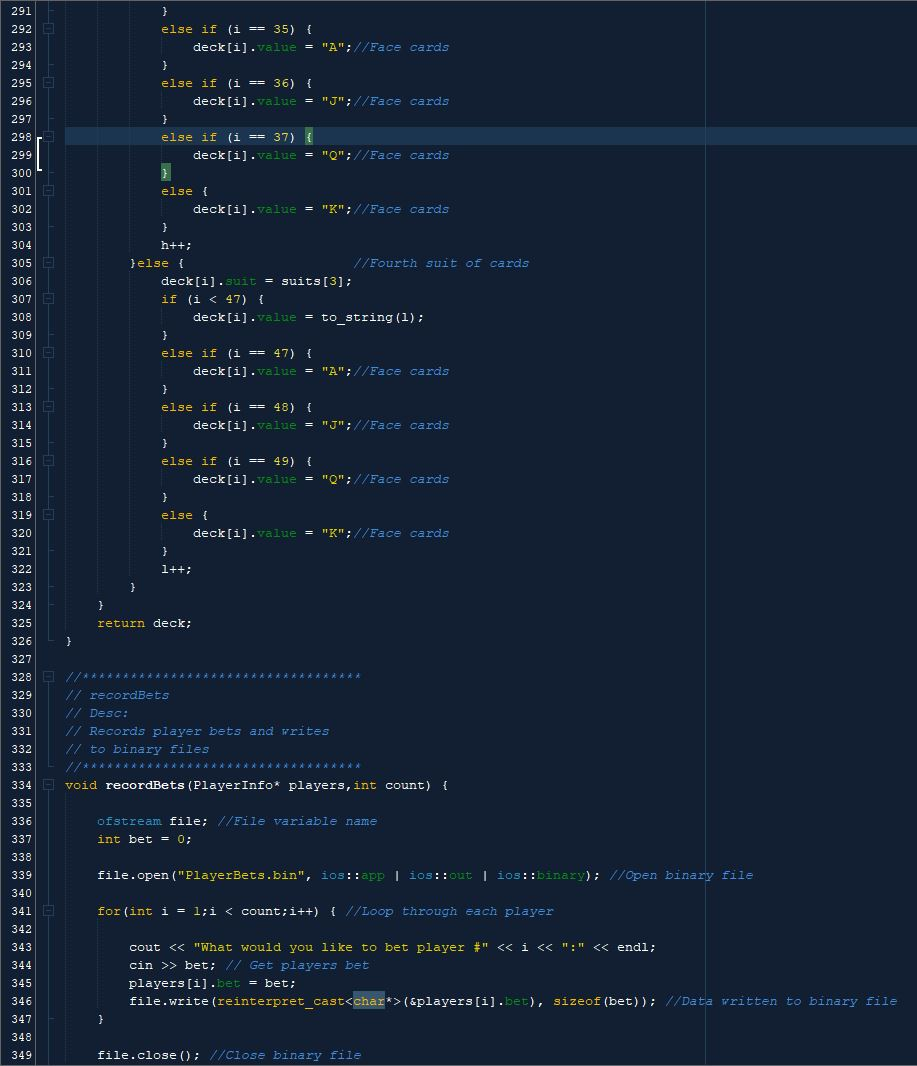 291 }
292 else if (i == 35) {
293 deck[i].value = "A";//Face cards
294 }
295 else if (i == 36) {
296 deck[i].value = "J";//Face cards
297 }
298 else if (i == 37) {
299 deck[i].value = "Q";//Face cards
300 }
301 else {
302 deck[i].value = "K";//Face cards
303 }
304 h++;
305 }else { //Fourth suit of cards
306 deck[i].suit = suits[3];
307 if (i < 47) {
308 deck[i].value = to_string(l);
309 }
310 else if (i == 47) {
311 deck[i].value = "A";//Face cards
312 }
313 else if (i == 48) {
314 deck[i].value = "J";//Face cards
315 }
316 else if (i == 49) {
317 deck[i].value = "Q";//Face cards
318 }
319 else {
320 deck[i].value = "K";//Face cards
321 }
322 l++;
323 }
324 }
325 return deck;
326 }
327
328 //***********************************
329 // recordBets
330 // Desc:
331 // Records player bets and writes
332 // to binary files
333 //***********************************
334 void recordBets(PlayerInfo* players,int count) {
335
336 ofstream file; //File variable name
337 int bet = 0;
338
339 file.open("PlayerBets.bin", ios::app | ios::out | ios::binary); //Open binary file
340
341 for(int i = 1;i < count;i++) { //Loop through each player
342
343 cout << "What would you like to bet player #" << i << ":" << endl;
344 cin >> bet; // Get players bet
345 players[i].bet = bet;
346 file.write(reinterpret_cast<char*>(&players[i].bet), sizeof(bet)); //Data written to binary file
347 }
348
349 file.close(); //Close binary file